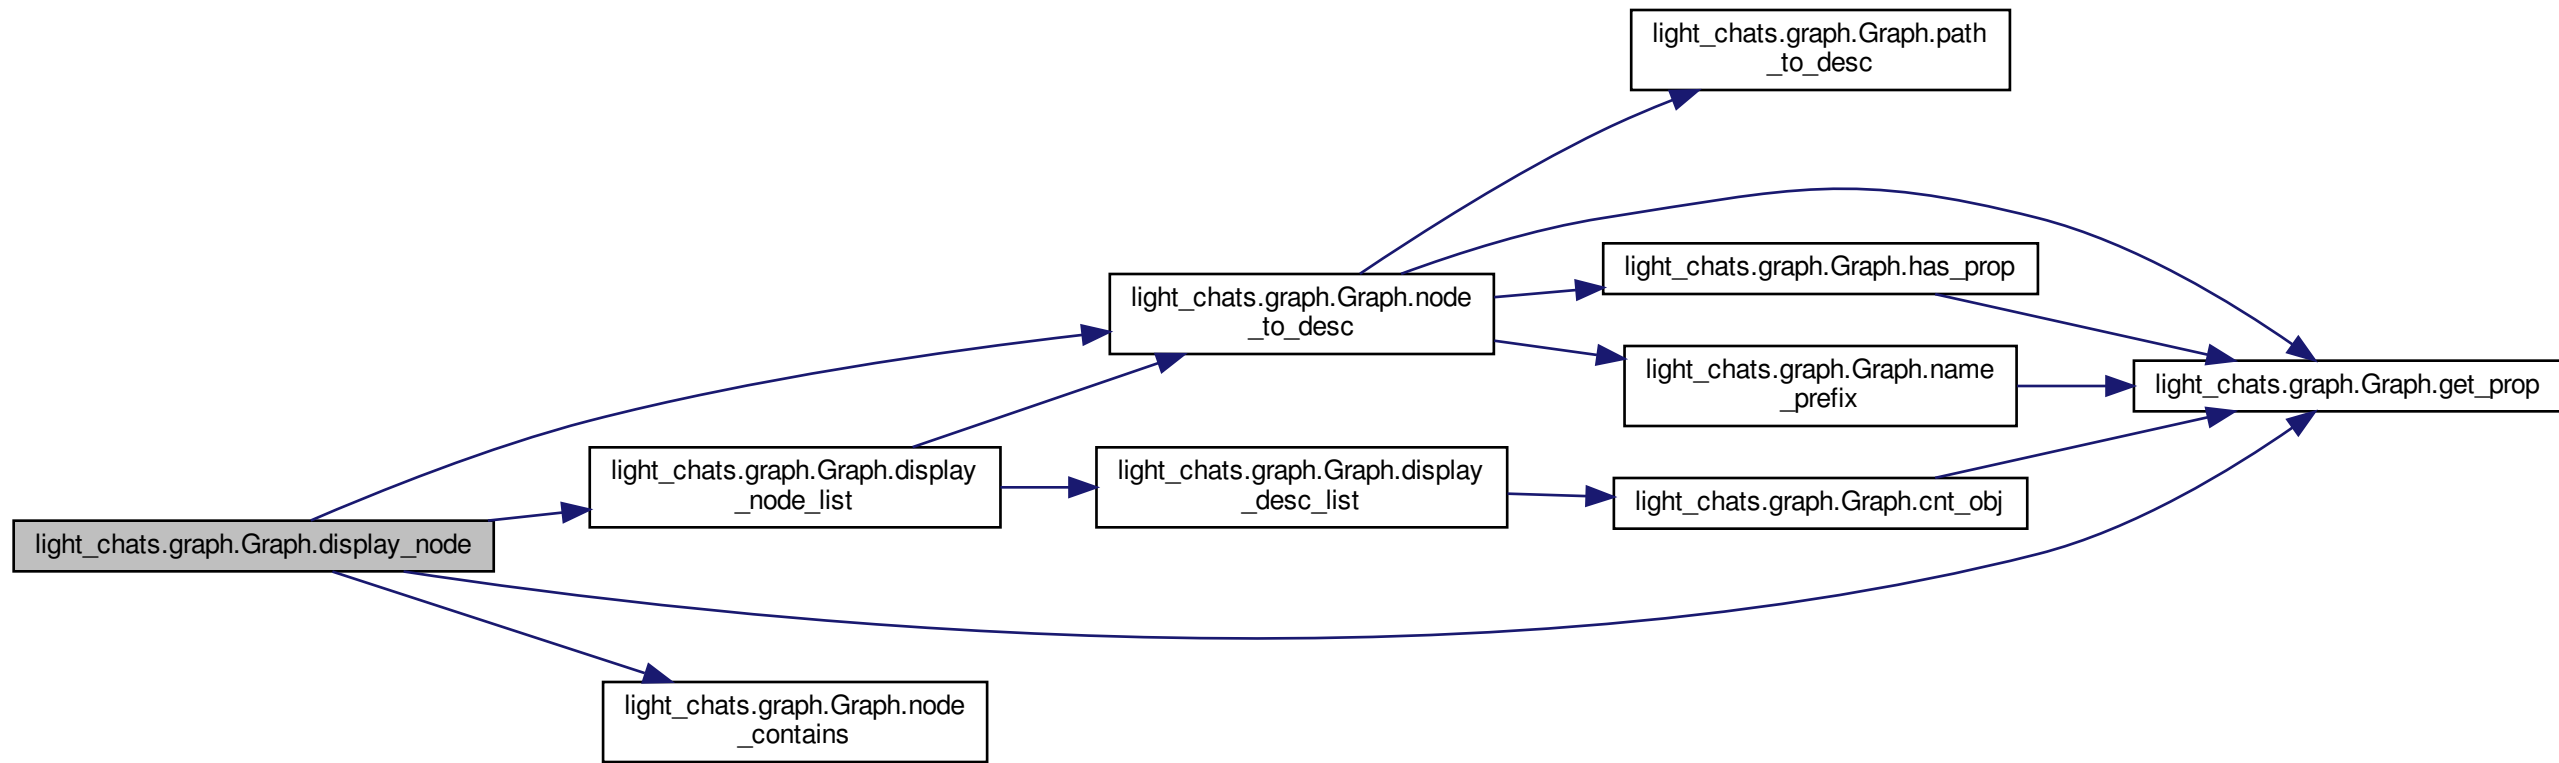 light_chats.graph.Graph.display_node
light_chats.graph.Graph.node
_to_desc
light_chats.graph.Graph.display
_node_list
light_chats.graph.Graph.node
_contains
light_chats.graph.Graph.display
_desc_list
light_chats.graph.Graph.path
_to_desc
light_chats.graph.Graph.has_prop
light_chats.graph.Graph.name
_prefix
light_chats.graph.Graph.cnt_obj
light_chats.graph.Graph.get_prop